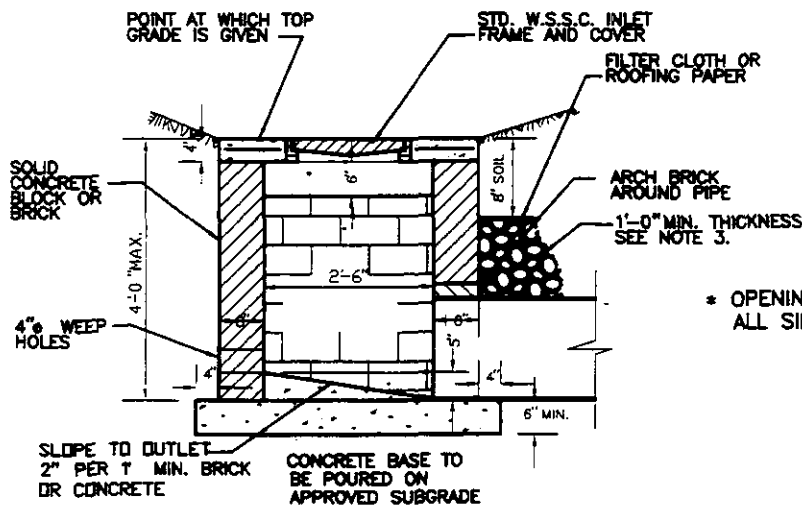 POINT AT WHICH TOP
GRADE IS GIVEN
STD. W.S.S.C. INLET
FRAME AND COVER
FILTER CLOTH OR
ROOFING PAPER
4"
SOLID
CONCRETE
BLOCK OR
BRICK
8" SOIL
6"
ARCH BRICK
AROUND PIPE
1'-0" MIN. THICKNESS
SEE NOTE 3.
4'-0" MAX.
2'-6"
* OPENIN
ALL SI
4"ø WEEP
HOLES
5"
4"
4"
6" MIN.
SLOPE TO OUTLET
2" PER 1' MIN. BRICK
OR CONCRETE
CONCRETE BASE TO
BE POURED ON
APPROVED SUBGRADE